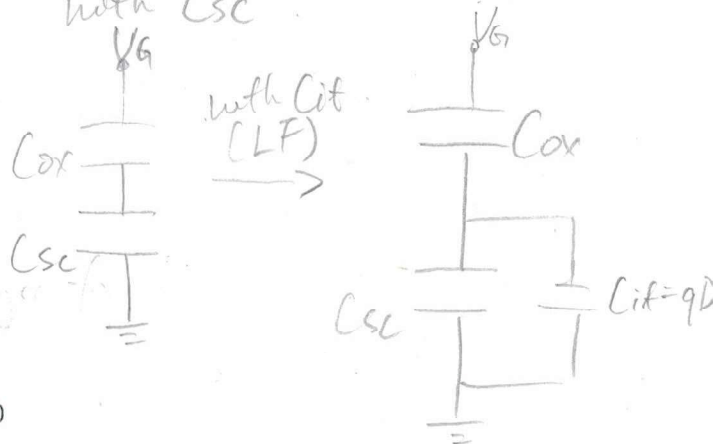 with Csc
VG
Cox
Csc
with Cit
(LF)
VG
Cox
Csc
Cit=qD